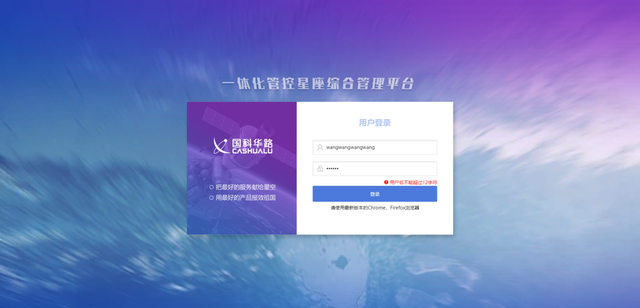 一体化管控星座综合管理平台
国科华路
CASHUALU
把最好的服务献给星空
用最好的产品报效祖国
用户登录
wangwangwangwang
••••••
用户名不能超过12字符
登录
请使用最新版本的Chrome、Firefox浏览器